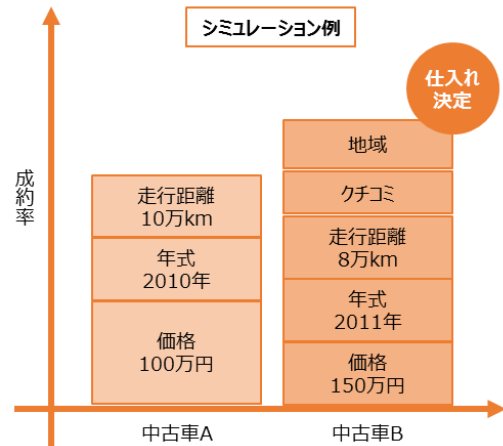 シミュレーション例
仕入れ
決定
成約率
走行距離
10万km
年式
2010年
価格
100万円
地域
クチコミ
走行距離
8万km
年式
2011年
価格
150万円
中古車A
中古車B